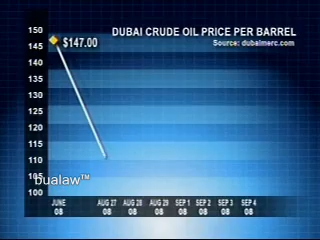 DUBAI CRUDE OIL PRICE PER BARREL
Source: dubaimerc.com
150
$147.00
145
140
135
130
125
120
115
110
105
100
bualaw™
JUNE AUG 27 AUG 28 AUG 29 SEP 1 SEP 2 SEP 3 SEP 4
08 08 08 08 08 08 08 08